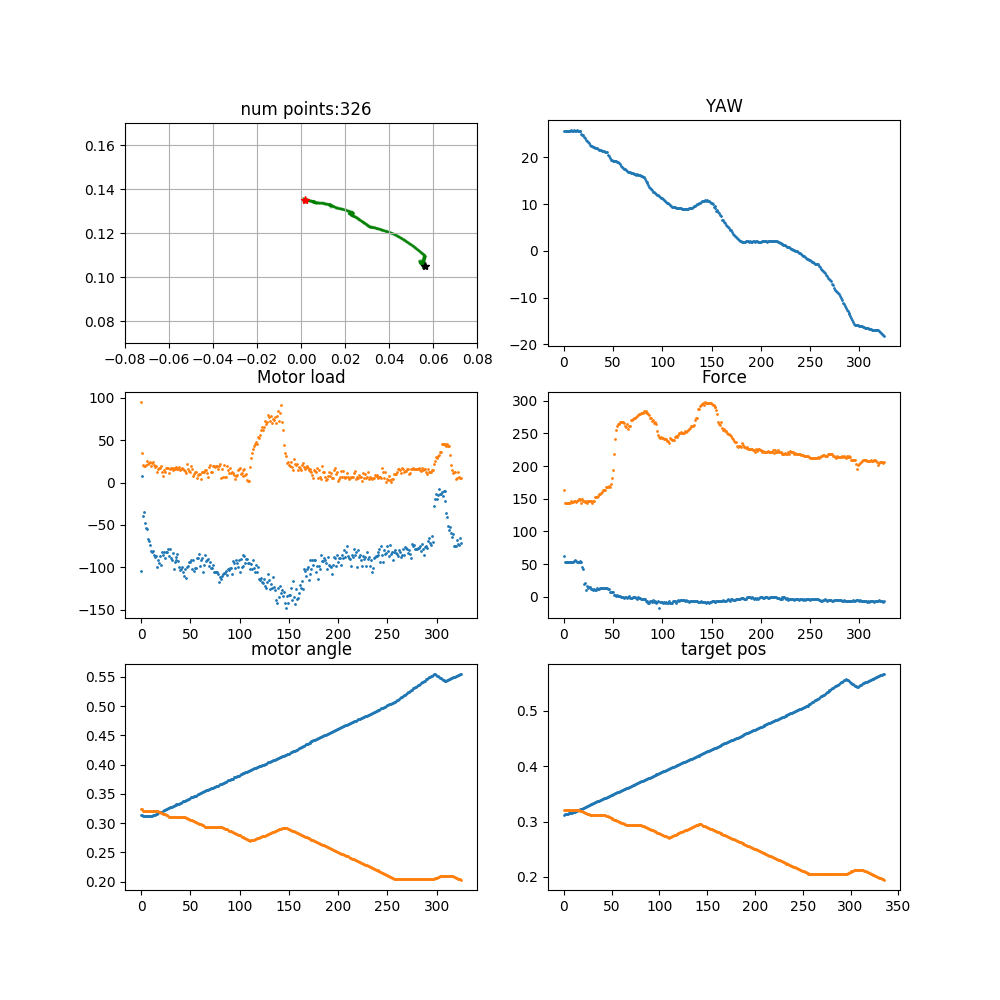 num points:326
YAW
0.16
0.14
0.12
0.10
0.08
−0.08 −0.06 −0.04 −0.02 0.00 0.02 0.04 0.06 0.08
20
10
0
−10
−20
0 50 100 150 200 250 300
Motor load
Force
100
50
0
−50
−100
−150
0 50 100 150 200 250 300
300
250
200
150
100
50
0
0 50 100 150 200 250 300
motor angle
target pos
0.55
0.50
0.45
0.40
0.35
0.30
0.25
0.20
0 50 100 150 200 250 300
0.5
0.4
0.3
0.2
0 50 100 150 200 250 300 350